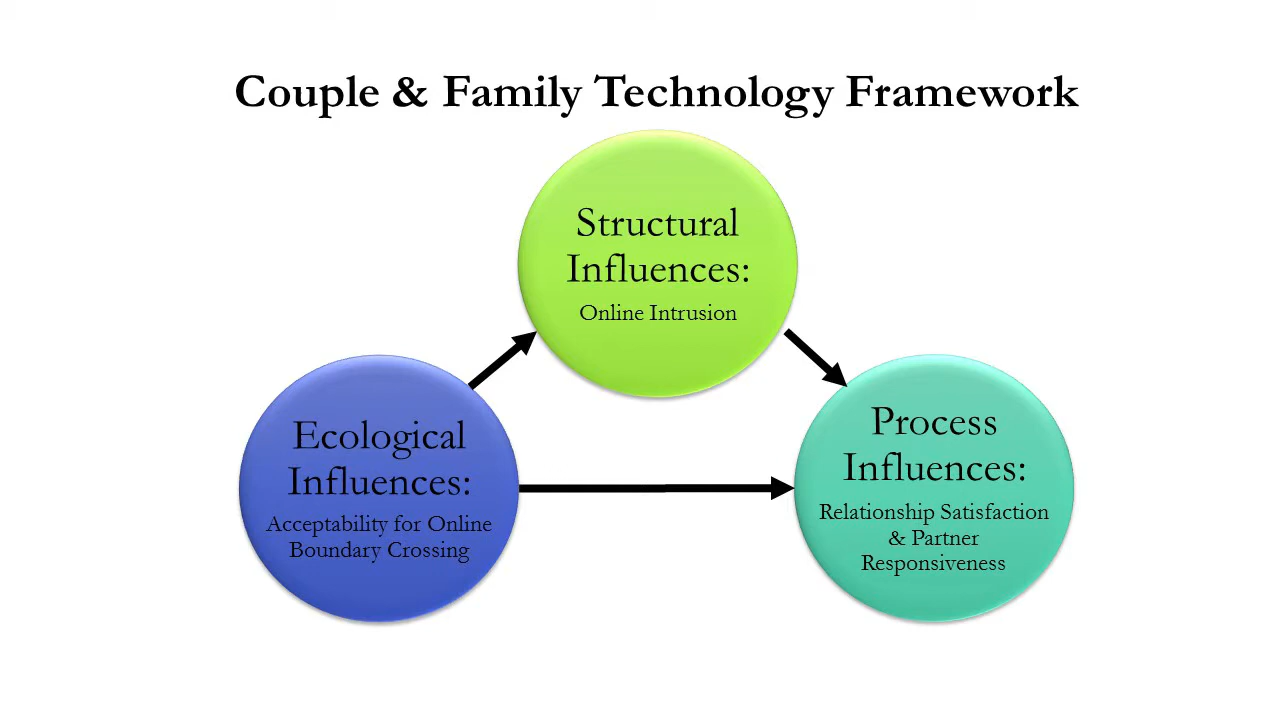 Couple & Family Technology Framework
Structural
Influences:
Online Intrusion
Ecological
Influences:
Acceptability for Online
Boundary Crossing
Process
Influences:
Relationship Satisfaction
& Partner
Responsiveness